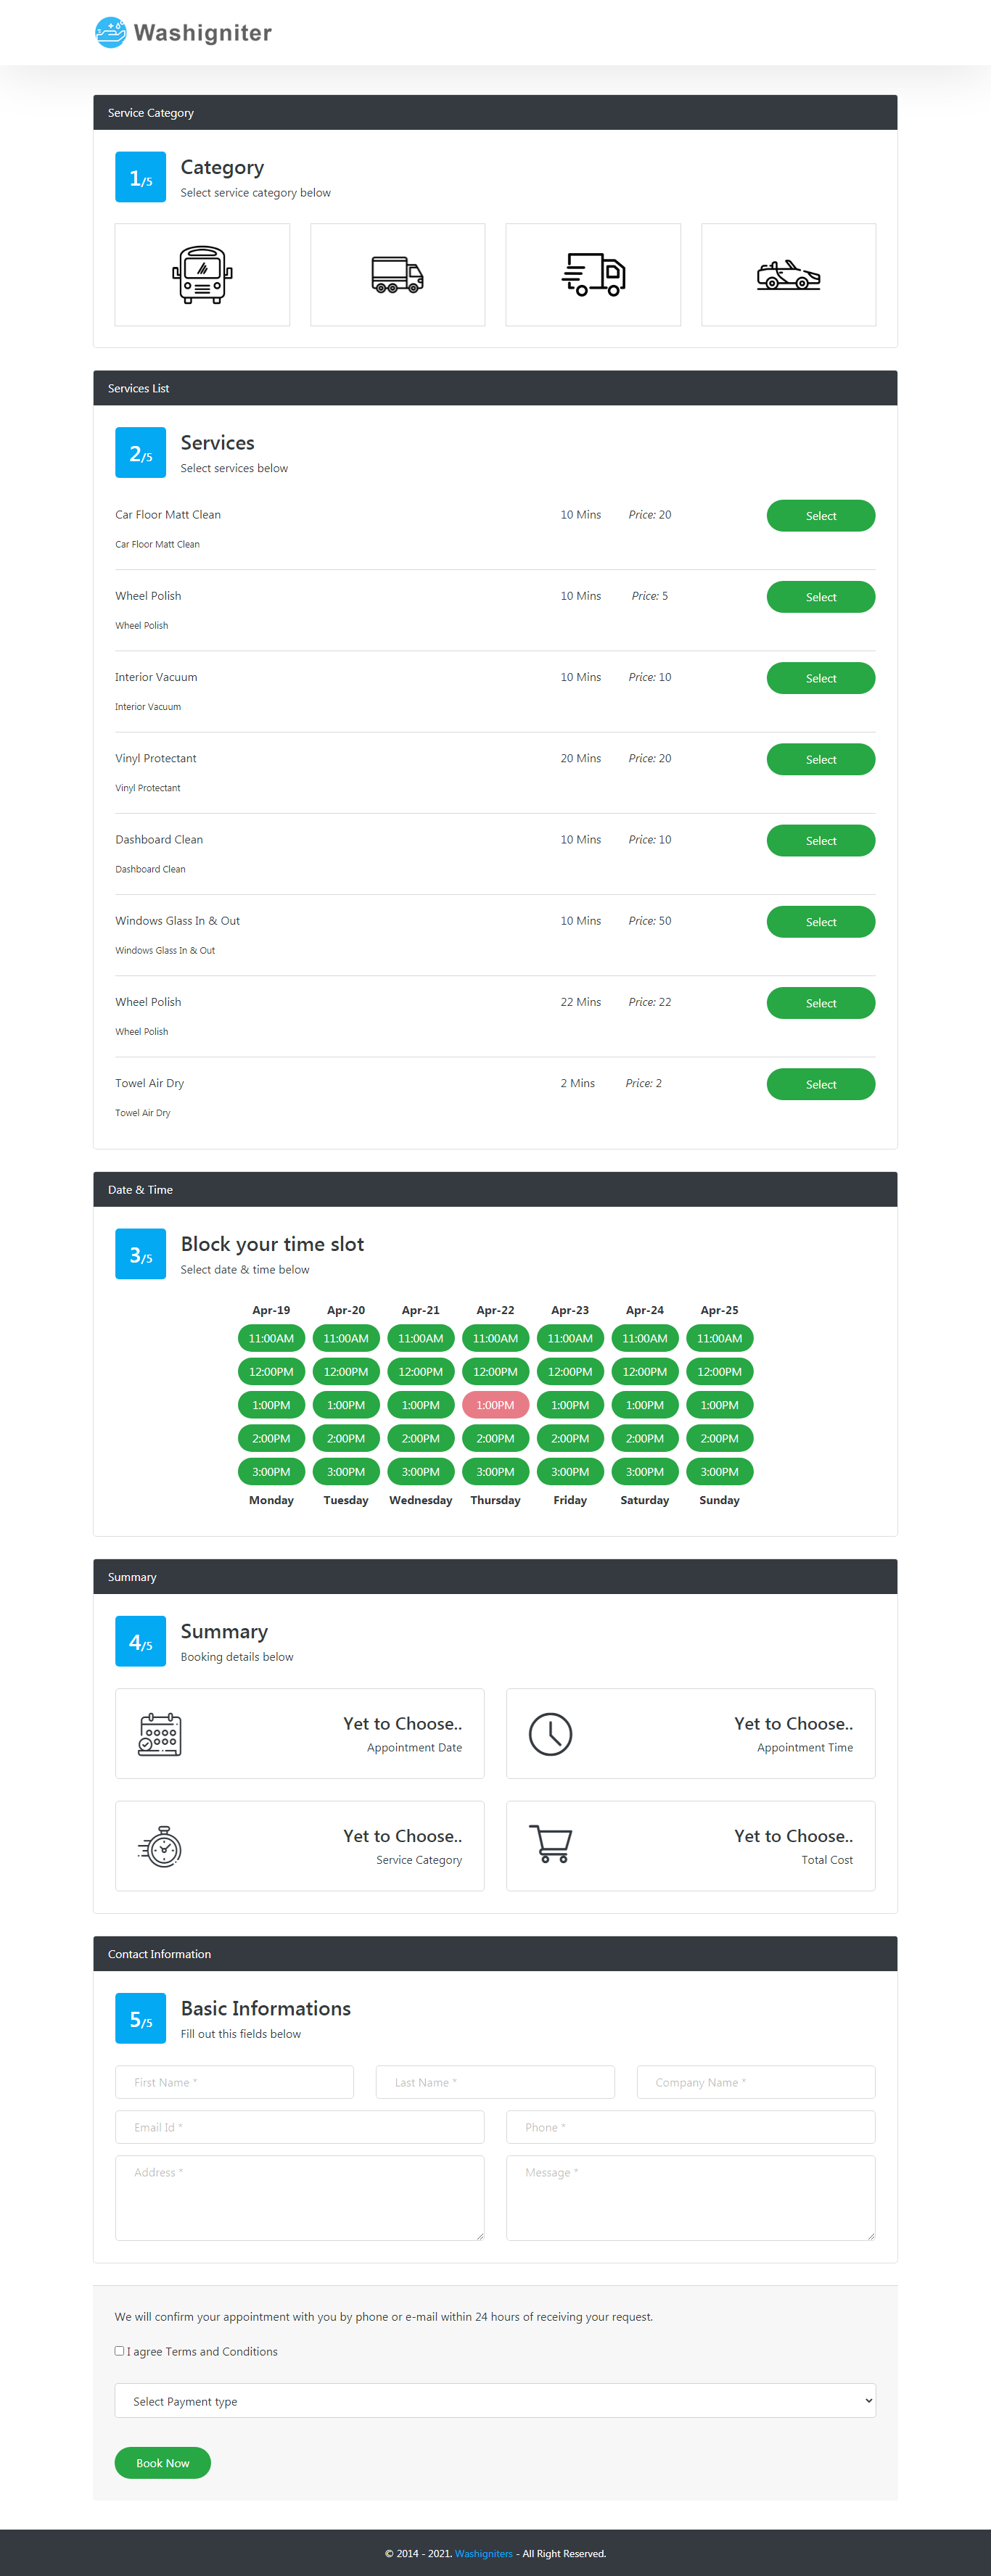 Washigniter
Service Category
1/5
Category
Select service category below
Services List
2/5
Services
Select services below
Car Floor Matt Clean 10 Mins Price: 20 Select
Car Floor Matt Clean
Wheel Polish 10 Mins Price: 5 Select
Wheel Polish
Interior Vacuum 10 Mins Price: 10 Select
Interior Vacuum
Vinyl Protectant 20 Mins Price: 20 Select
Vinyl Protectant
Dashboard Clean 10 Mins Price: 10 Select
Dashboard Clean
Windows Glass In & Out 10 Mins Price: 50 Select
Windows Glass In & Out
Wheel Polish 22 Mins Price: 22 Select
Wheel Polish
Towel Air Dry 2 Mins Price: 2 Select
Towel Air Dry
Date & Time
3/5
Block your time slot
Select date & time below
Apr-19 Apr-20 Apr-21 Apr-22 Apr-23 Apr-24 Apr-25
11:00AM 11:00AM 11:00AM 11:00AM 11:00AM 11:00AM 11:00AM
12:00PM 12:00PM 12:00PM 12:00PM 12:00PM 12:00PM 12:00PM
1:00PM 1:00PM 1:00PM 1:00PM 1:00PM 1:00PM 1:00PM
2:00PM 2:00PM 2:00PM 2:00PM 2:00PM 2:00PM 2:00PM
3:00PM 3:00PM 3:00PM 3:00PM 3:00PM 3:00PM 3:00PM
Monday Tuesday Wednesday Thursday Friday Saturday Sunday
Summary
4/5
Summary
Booking details below
Yet to Choose..
Appointment Date
Yet to Choose..
Appointment Time
Yet to Choose..
Service Category
Yet to Choose..
Total Cost
Contact Information
5/5
Basic Informations
Fill out this fields below
First Name * Last Name * Company Name *
Email Id * Phone *
Address * Message *
We will confirm your appointment with you by phone or e-mail within 24 hours of receiving your request.
I agree Terms and Conditions
Select Payment type
Book Now
© 2014 - 2021. Washigniters - All Right Reserved.